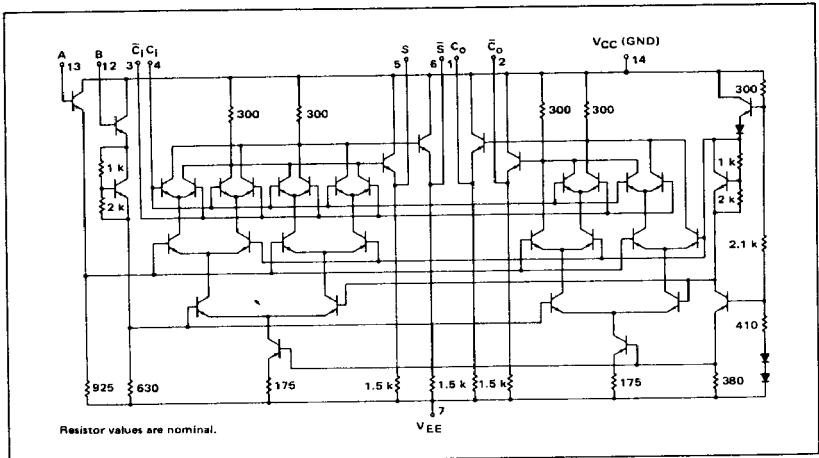 A B C̄i Ci S S̄ Co C̄o VCC (GND)
13 12 3 4 5 6 1 2 14
300 300 300 300 300
1 k 1 k
2 k 2 k
2.1 k
410
925 630 175 1.5 k 1.5 k 1.5 k 175 380
7
VEE
Resistor values are nominal.